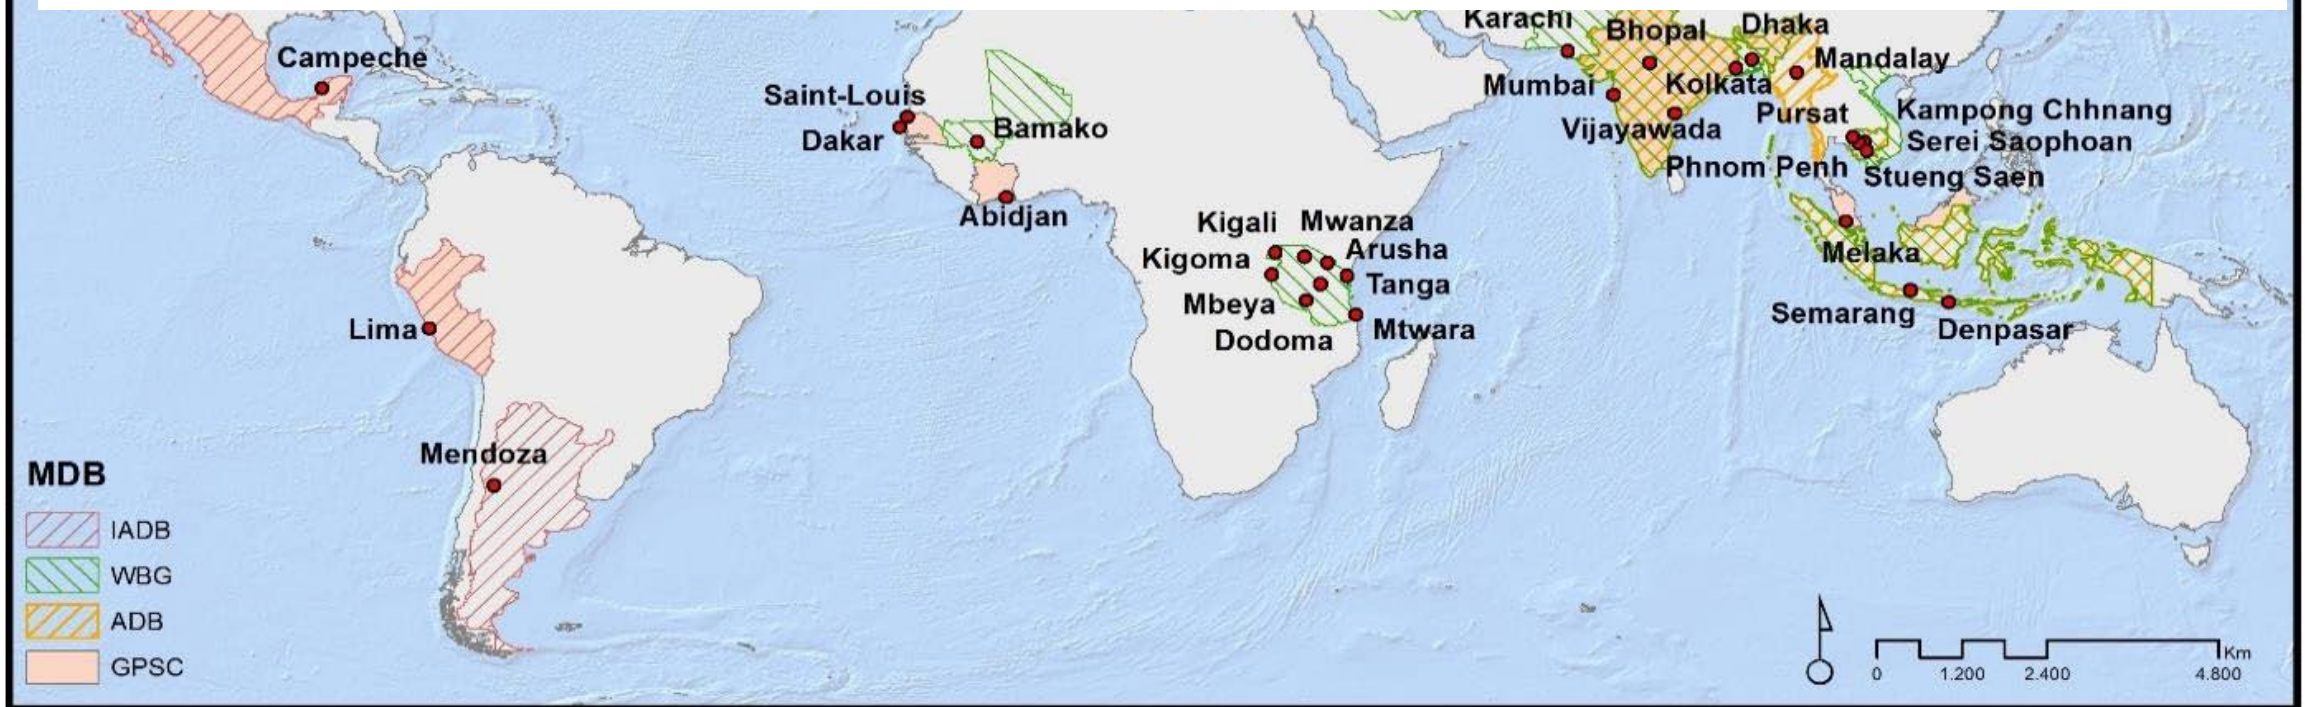 Karachi
Bhopal
Dhaka
Campeche
Mandalay
Mumbai
Kolkata
Saint-Louis
Pursat
Kampong Chhnang
Bamako
Vijayawada
Dakar
Serei Saophoan
Phnom Penh
Stueng Saen
Abidjan
Kigali
Mwanza
Arusha
Melaka
Kigoma
Tanga
Mbeya
Semarang
Denpasar
Lima
Mtwara
Dodoma
Mendoza
MDB
IADB
WBG
ADB
GPSC
Km
0 1.200 2.400 4.800